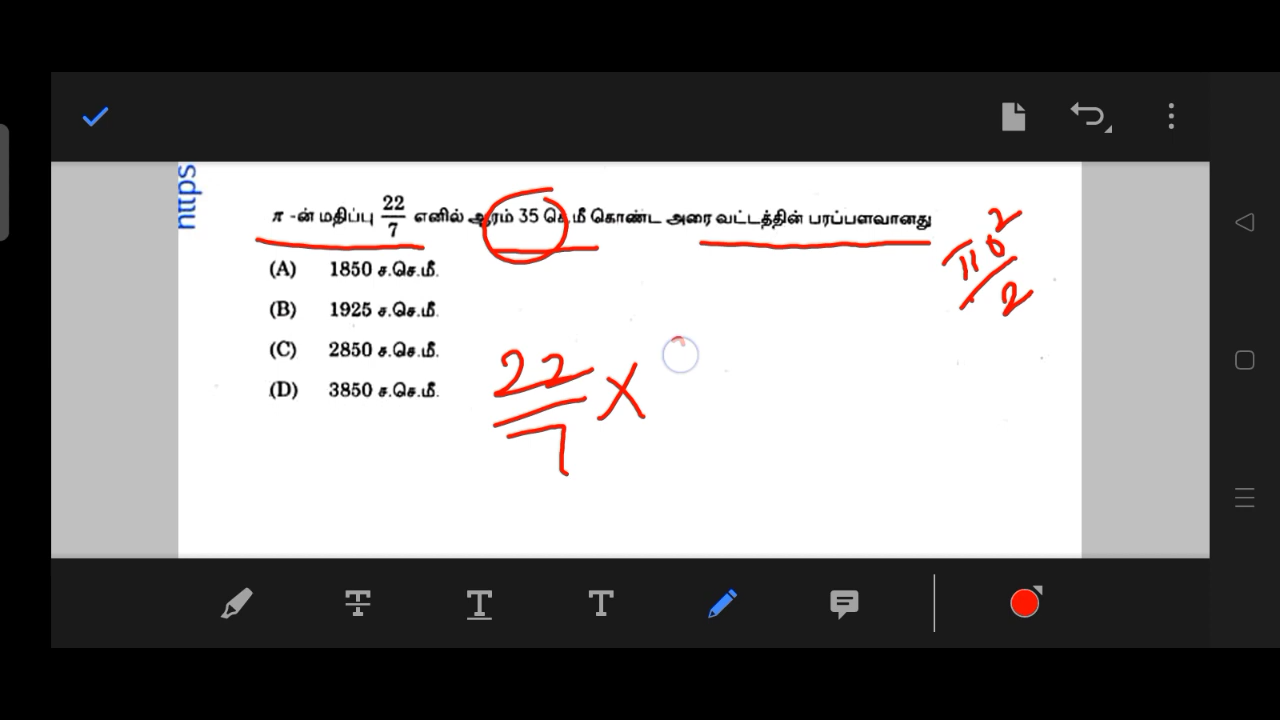 https
π -ன் மதிப்பு 22/7 எனில் ஆரம் 35 செ.மீ கொண்ட அரை வட்டத்தின் பரப்பளவானது
(A) 1850 ச.செ.மீ.
(B) 1925 ச.செ.மீ.
(C) 2850 ச.செ.மீ.
(D) 3850 ச.செ.மீ.
πr²/2
22/7 ×